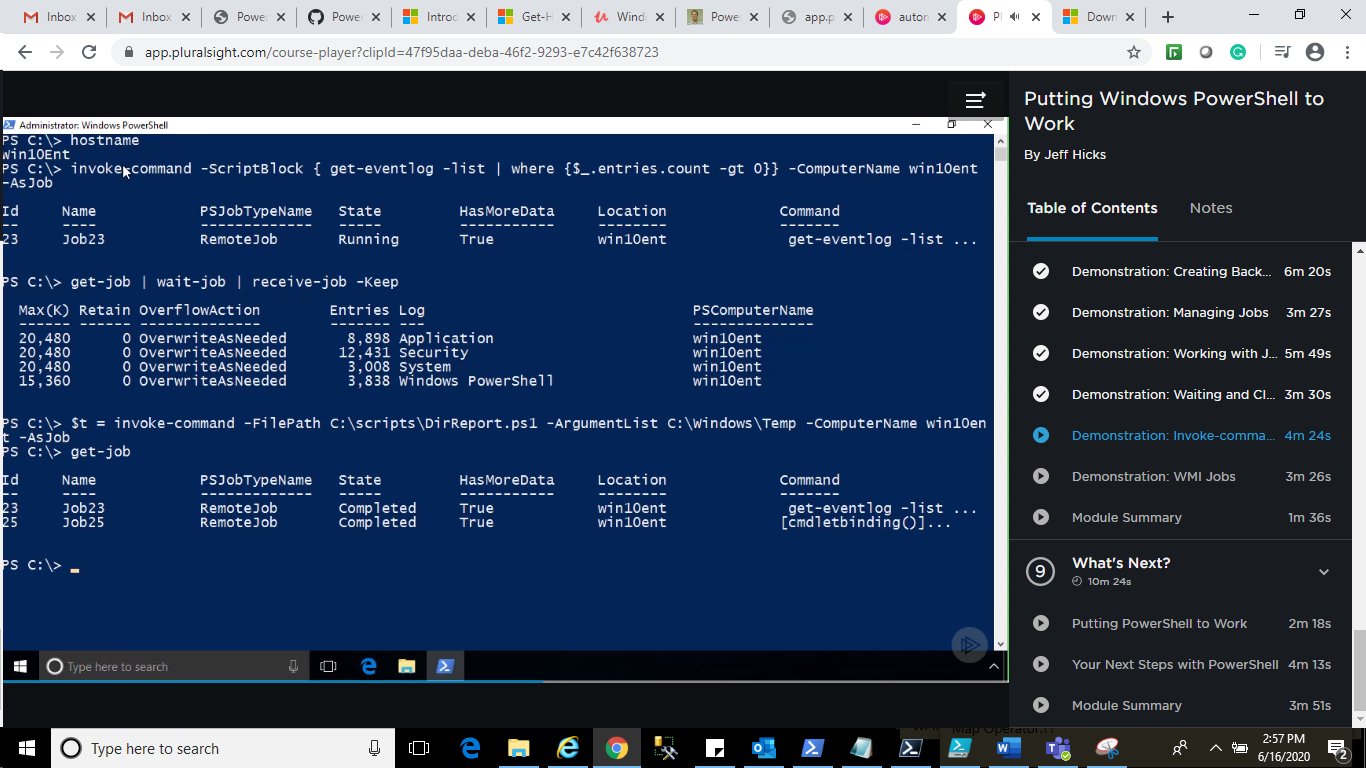 Inbox
Inbox
Power
Power
Introc
Get-H
Wind
Powe
app.p
auton
Pl
Down
app.pluralsight.com/course-player?clipId=47f95daa-deba-46f2-9293-e7c42f638723
Administrator: Windows PowerShell
PS C:\> hostname
Win10Ent
PS C:\> invoke-command -ScriptBlock { get-eventlog -list | where {$_.entries.count -gt 0}} -ComputerName win10ent
-AsJob
Id Name PSJobTypeName State HasMoreData Location Command
-- ---- ------------- ----- ----------- -------- -------
23 Job23 RemoteJob Running True win10ent get-eventlog -list ...
PS C:\> get-job | wait-job | receive-job -Keep
Max(K) Retain OverflowAction Entries Log PSComputerName
------ ------ -------------- ------- --- --------------
20,480 0 OverwriteAsNeeded 8,898 Application win10ent
20,480 0 OverwriteAsNeeded 12,431 Security win10ent
20,480 0 OverwriteAsNeeded 3,008 System win10ent
15,360 0 OverwriteAsNeeded 3,838 Windows PowerShell win10ent
PS C:\> $t = invoke-command -FilePath C:\scripts\DirReport.ps1 -ArgumentList C:\Windows\Temp -ComputerName win10en
t -AsJob
PS C:\> get-job
Id Name PSJobTypeName State HasMoreData Location Command
-- ---- ------------- ----- ----------- -------- -------
23 Job23 RemoteJob Completed True win10ent get-eventlog -list ...
25 Job25 RemoteJob Completed True win10ent [cmdletbinding()]...
PS C:\> _
Type here to search
Putting Windows PowerShell to
Work
By Jeff Hicks
Table of Contents Notes
Demonstration: Creating Back... 6m 20s
Demonstration: Managing Jobs 3m 27s
Demonstration: Working with J... 5m 49s
Demonstration: Waiting and Cl... 3m 30s
Demonstration: Invoke-comma... 4m 24s
Demonstration: WMI Jobs 3m 26s
Module Summary 1m 36s
9 What's Next?
10m 24s
Putting PowerShell to Work 2m 18s
Your Next Steps with PowerShell 4m 13s
Module Summary 3m 51s
Type here to search
2:57 PM
6/16/2020
2